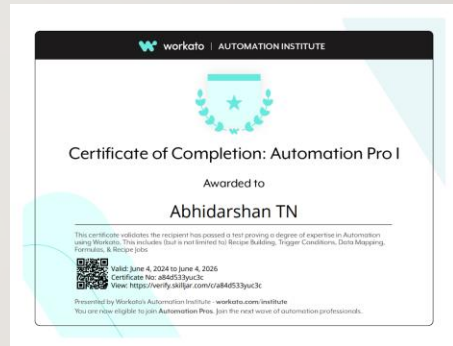 workato | AUTOMATION INSTITUTE
Certificate of Completion: Automation Pro I
Awarded to
Abhidarshan TN
This certificate validates the recipient has passed a test proving a degree of expertise in Automation
using Workato. This includes (but is not limited to) Recipe Building, Trigger Conditions, Data Mapping,
Formulas, & Recipe jobs
Valid: June 4, 2024 to June 4, 2026
Certificate No: a84d533yuc3c
View: https://verify.skilljar.com/c/a84d533yuc3c
Presented by Workato's Automation Institute - workato.com/institute
You are now eligible to join Automation Pros. Join the next wave of automation professionals.